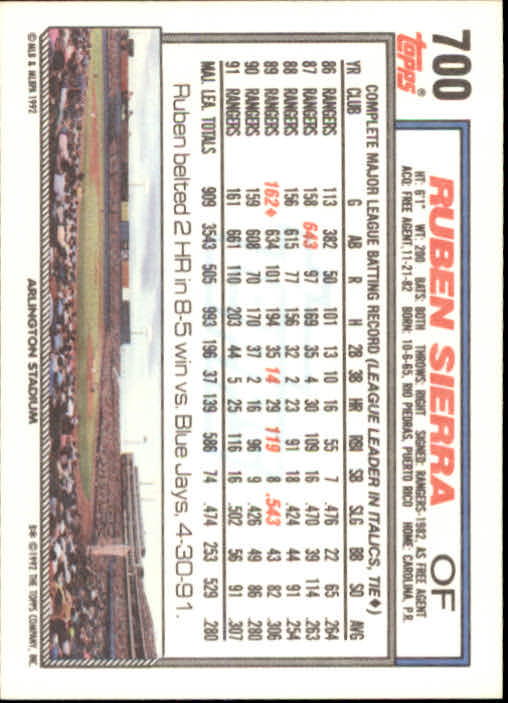 700
Topps®
RUBEN SIERRA OF
HT: 6'1" WT: 200 BATS: BOTH THROWS: RIGHT SIGNED: RANGERS-1982, AS FREE AGENT
ACQ: FREE AGENT, 11-21-82 BORN: 10-6-65, RIO PIEDRAS, PUERTO RICO HOME: CAROLINA, P.R.
COMPLETE MAJOR LEAGUE BATTING RECORD (LEAGUE LEADER IN ITALICS, TIE♦)
YR CLUB G AB R H 2B 3B HR RBI SB SLG BB SO AVG
86 RANGERS 113 382 50 101 13 10 16 55 7 .476 22 65 .264
87 RANGERS 158 643 97 169 35 4 30 109 16 .470 39 114 .263
88 RANGERS 156 615 77 156 32 2 23 91 18 .424 44 91 .254
89 RANGERS 162♦ 634 101 194 35 14 29 119 8 .543 43 82 .306
90 RANGERS 159 608 70 170 37 2 16 96 9 .426 49 86 .280
91 RANGERS 161 661 110 203 44 5 25 116 16 .502 56 91 .307
MAJ. LEA. TOTALS 909 3543 505 993 196 37 139 586 74 .474 253 529 .280
Ruben belted 2 HR in 8-5 win vs. Blue Jays, 4-30-91.
© MLB & MLBPA 1992
ARLINGTON STADIUM
B* © 1992 THE TOPPS COMPANY, INC.